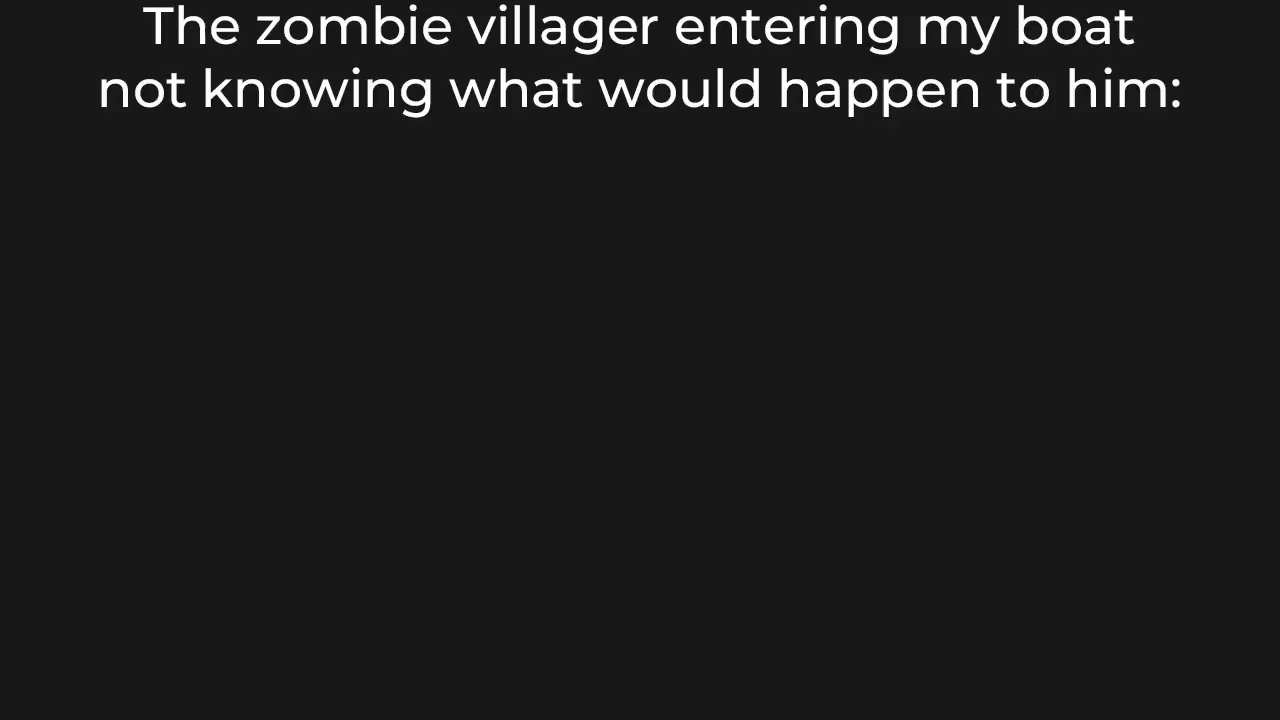 The zombie villager entering my boat
not knowing what would happen to him: